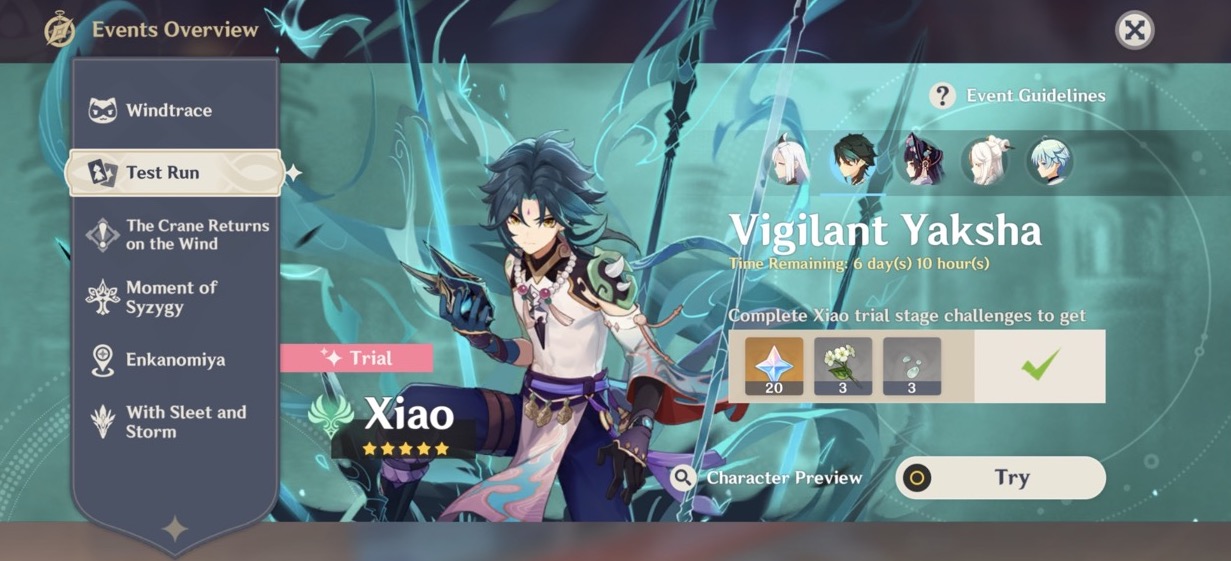 Events Overview
Windtrace
Test Run
The Crane Returns
on the Wind
Moment of
Syzygy
Enkanomiya
With Sleet and
Storm
Event Guidelines
Vigilant Yaksha
Time Remaining: 6 day(s) 10 hour(s)
Complete Xiao trial stage challenges to get
20
3
3
Trial
Xiao
Character Preview
Try